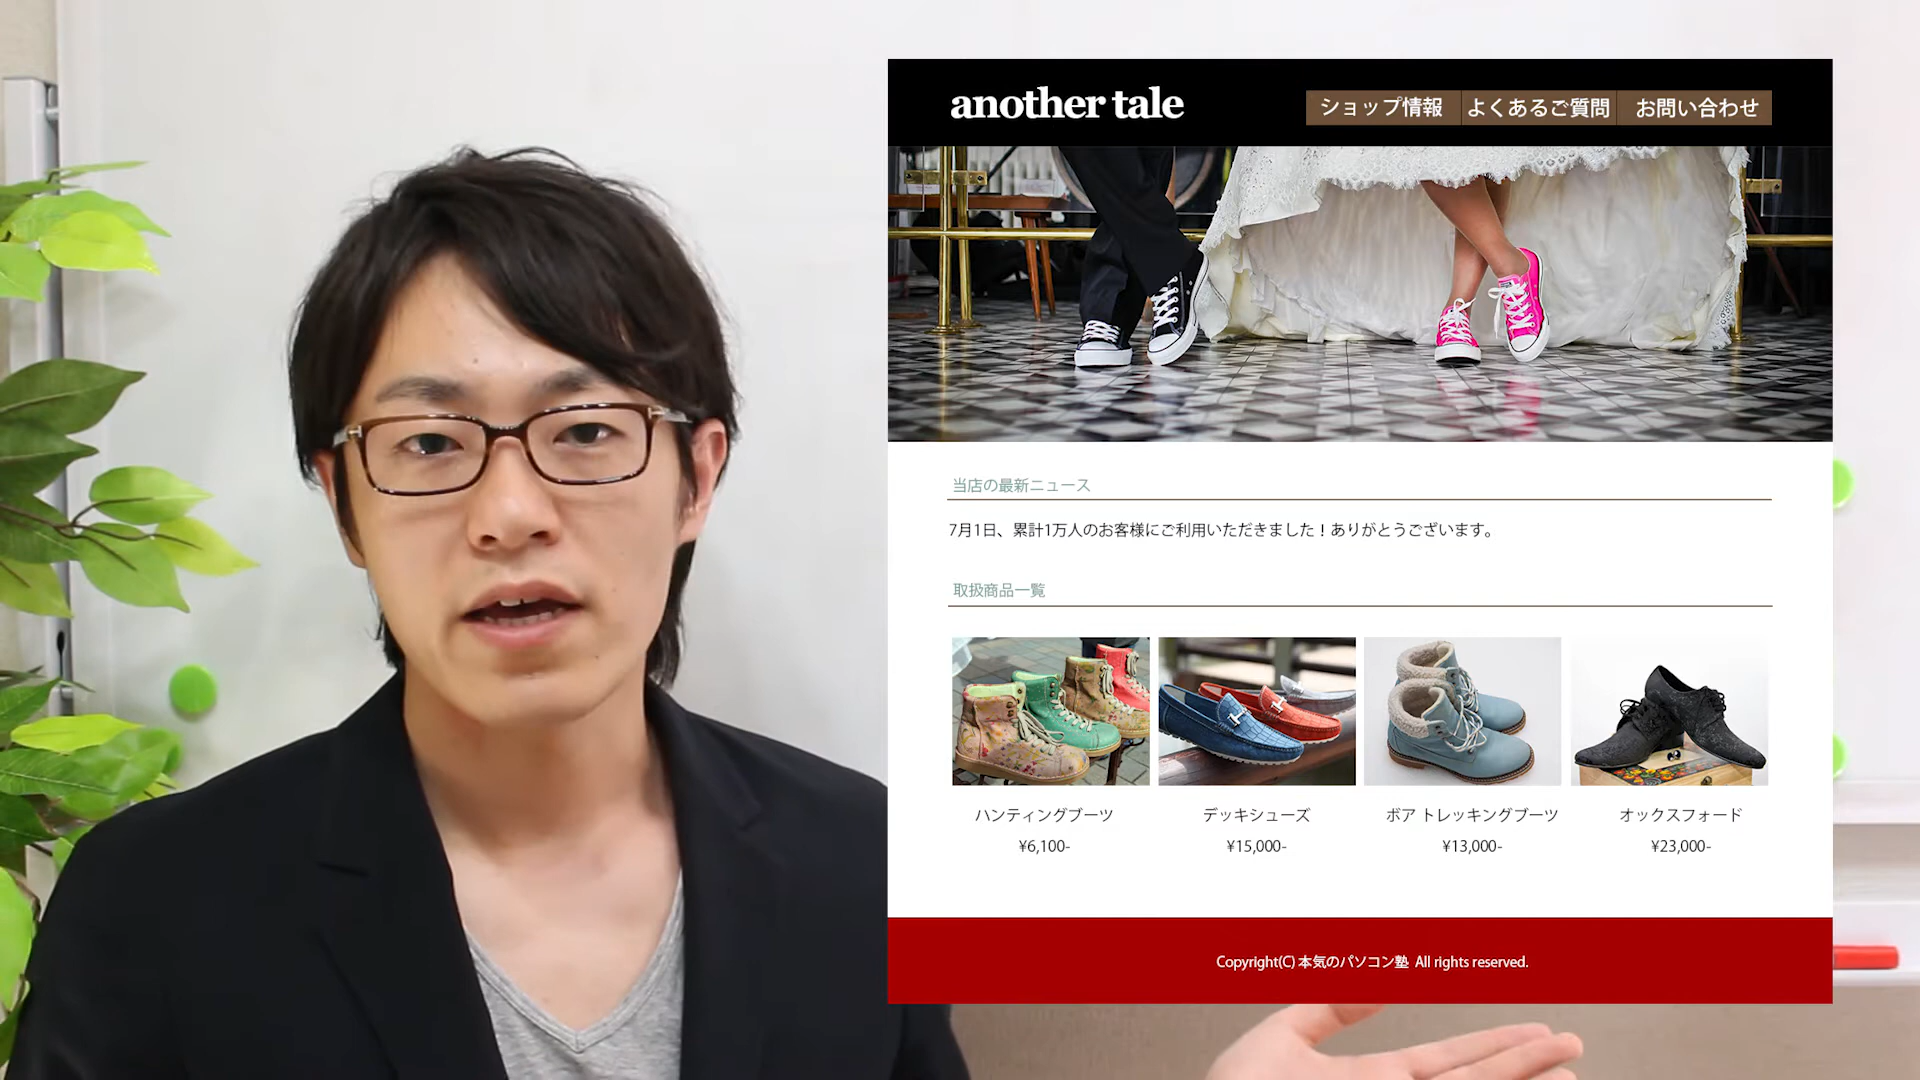 another tale
ショップ情報 よくあるご質問 お問い合わせ
当店の最新ニュース
7月1日、累計1万人のお客様にご利用いただきました!ありがとうございます。
取扱商品一覧
ハンティングブーツ デッキシューズ ボア トレッキングブーツ オックスフォード
¥6,100- ¥15,000- ¥13,000- ¥23,000-
Copyright(C) 本気のパソコン塾 All rights reserved.